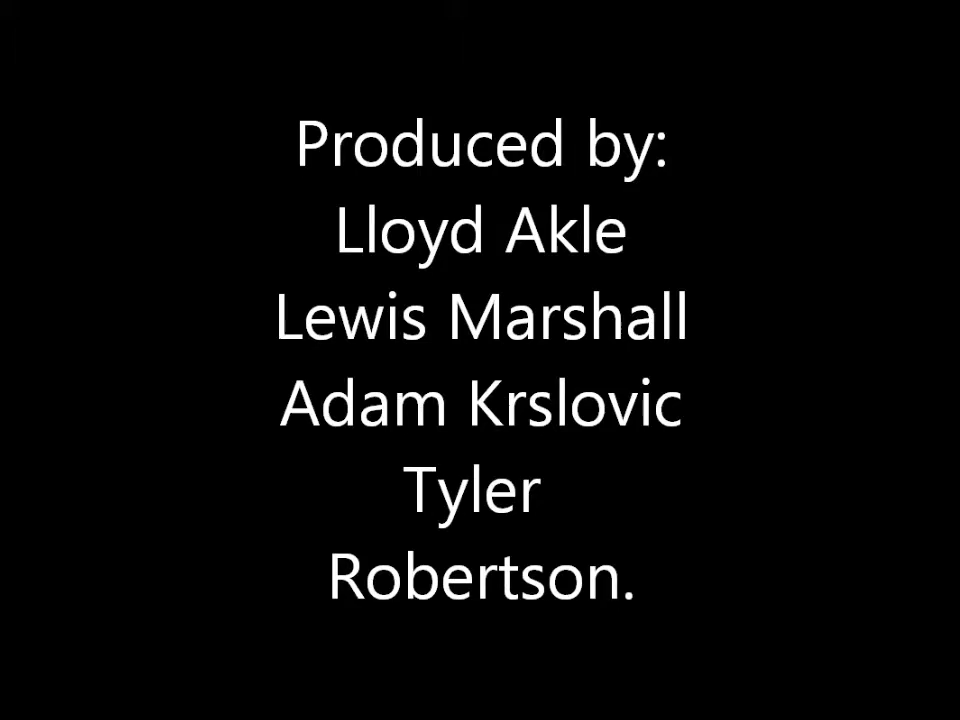 Produced by:
Lloyd Akle
Lewis Marshall
Adam Krslovic
Tyler
Robertson.